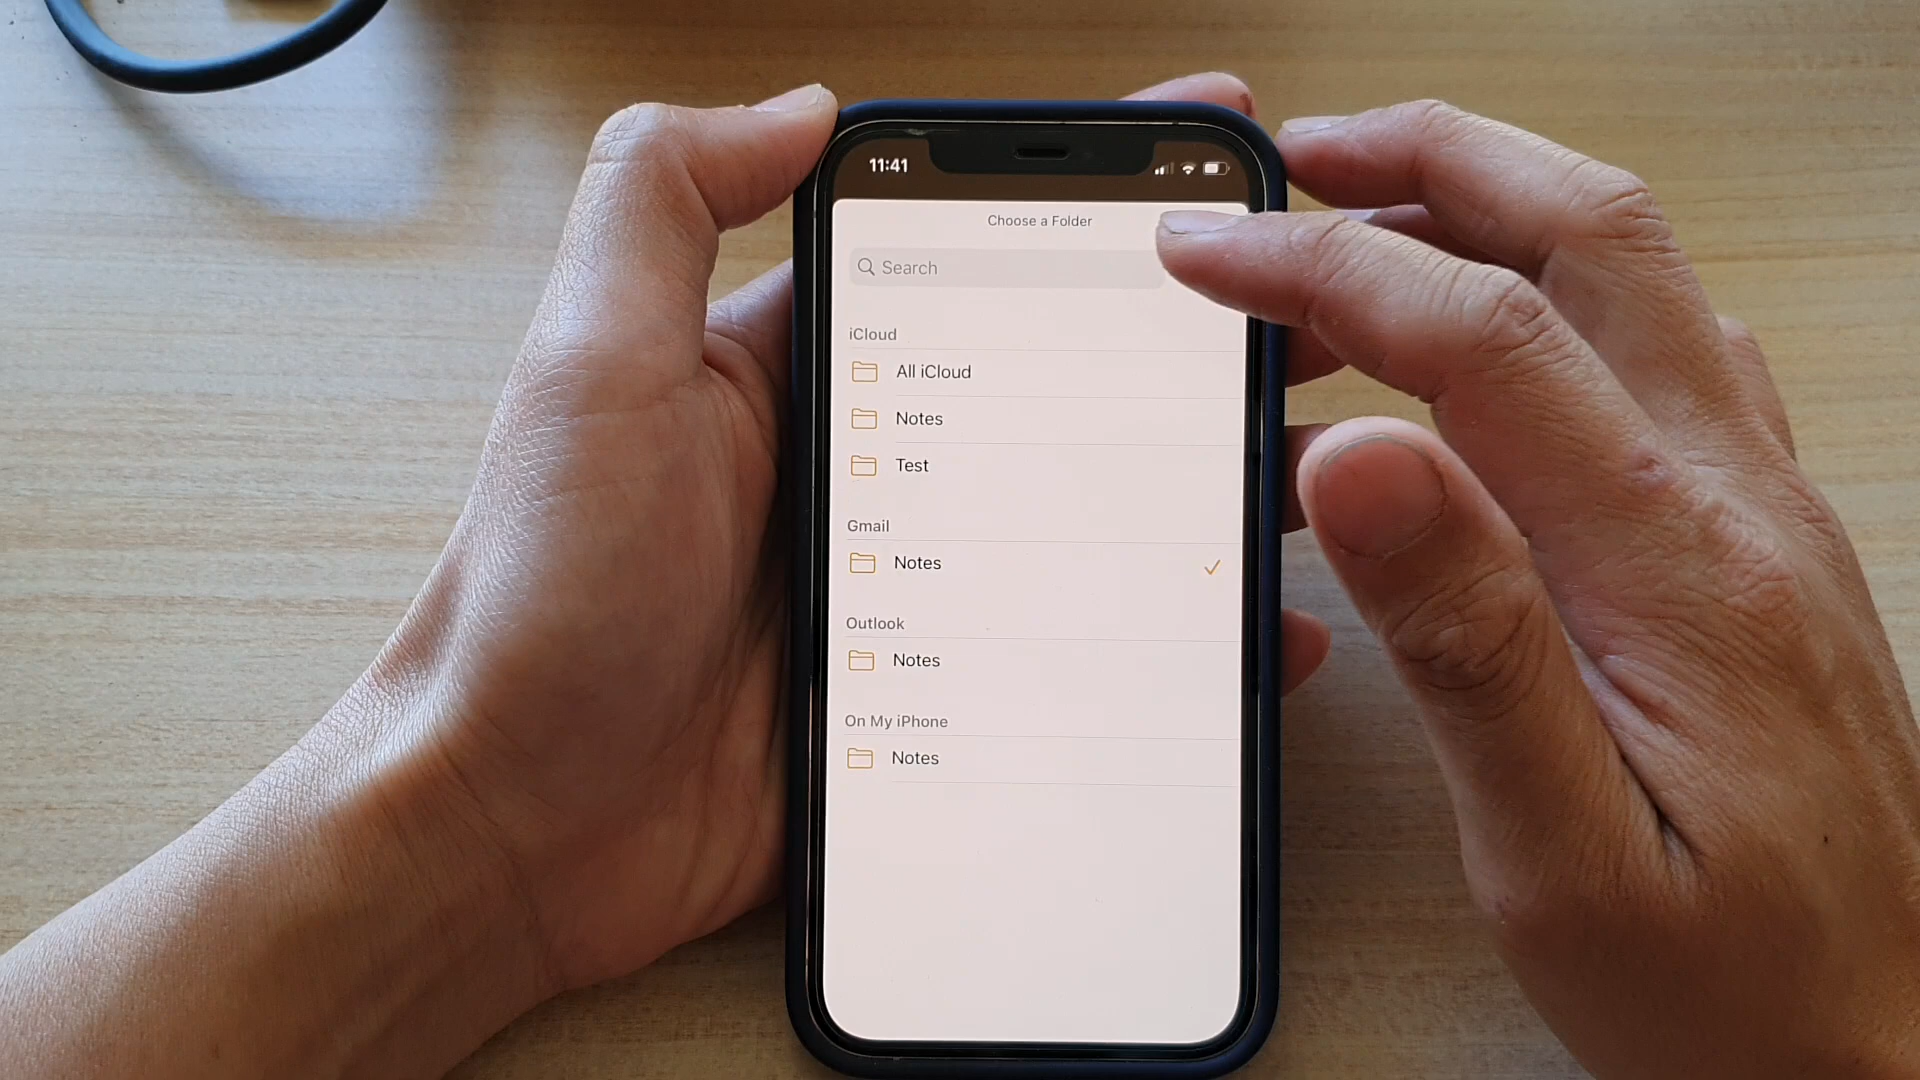 11:41
Choose a Folder
Search
iCloud
All iCloud
Notes
Test
Gmail
Notes
Outlook
Notes
On My iPhone
Notes